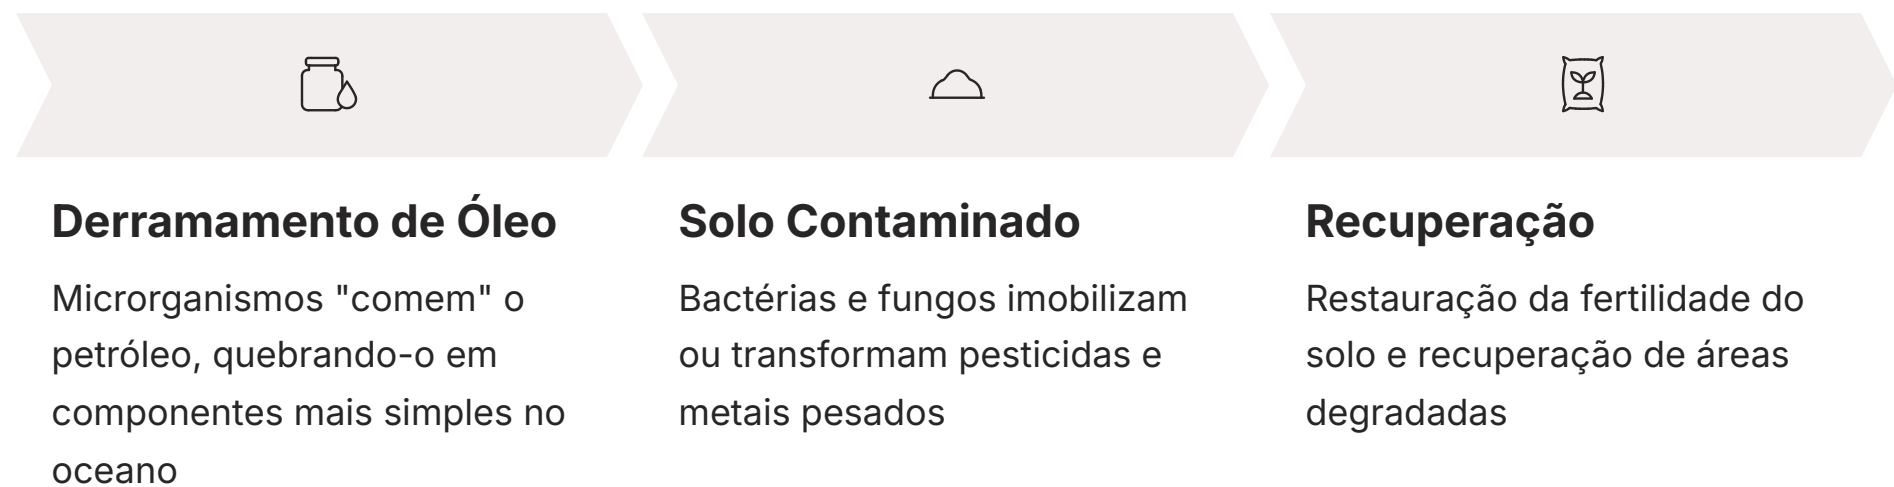 Derramamento de Óleo
Microrganismos "comem" o
petróleo, quebrando-o em
componentes mais simples no
oceano
Solo Contaminado
Bactérias e fungos imobilizam
ou transformam pesticidas e
metais pesados
Recuperação
Restauração da fertilidade do
solo e recuperação de áreas
degradadas